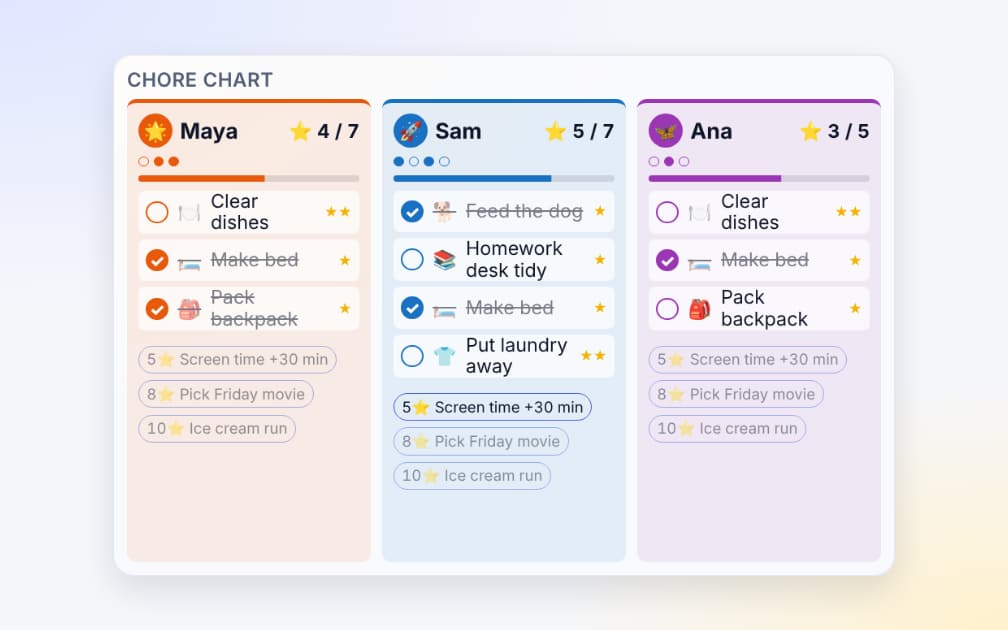 CHORE CHART
Maya ⭐ 4 / 7
Clear
dishes ★★
Make bed ★
Pack
backpack ★
5⭐ Screen time +30 min
8⭐ Pick Friday movie
10⭐ Ice cream run
Sam ⭐ 5 / 7
Feed the dog ★
Homework
desk tidy ★
Make bed ★
Put laundry
away ★★
5⭐ Screen time +30 min
8⭐ Pick Friday movie
10⭐ Ice cream run
Ana ⭐ 3 / 5
Clear
dishes ★★
Make bed ★
Pack
backpack ★
5⭐ Screen time +30 min
8⭐ Pick Friday movie
10⭐ Ice cream run